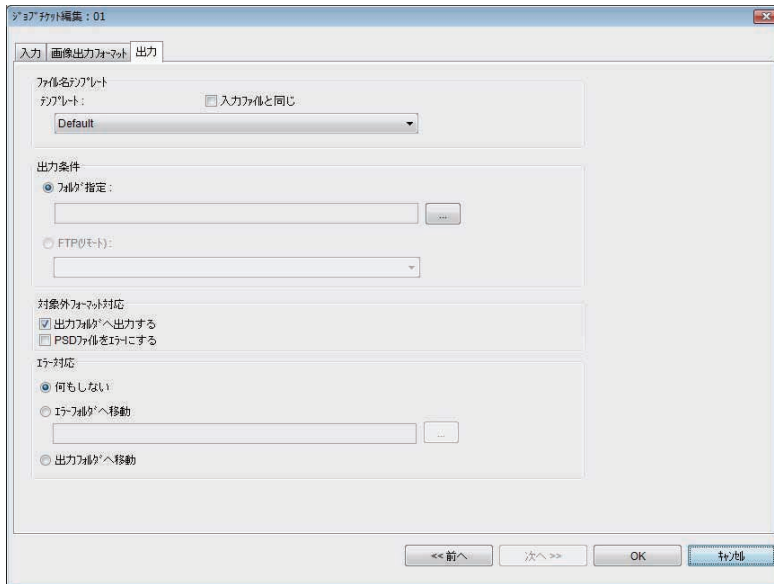 ｼﾞｮﾌﾞﾁｹｯﾄ編集：01
入力 画像出力ﾌｫｰﾏｯﾄ 出力
ﾌｧｲﾙ名ﾃﾝﾌﾟﾚｰﾄ
ﾃﾝﾌﾟﾚｰﾄ： 入力ﾌｧｲﾙと同じ
Default
出力条件
ﾌｫﾙﾀﾞ指定：
...
FTP(ﾘﾓｰﾄ)：
対象外ﾌｫｰﾏｯﾄ対応
出力ﾌｫﾙﾀﾞへ出力する
PSDﾌｧｲﾙをｴﾗｰにする
ｴﾗｰ対応
何もしない
ｴﾗｰﾌｫﾙﾀﾞへ移動
...
出力ﾌｫﾙﾀﾞへ移動
<<前へ 次へ>> OK ｷｬﾝｾﾙ